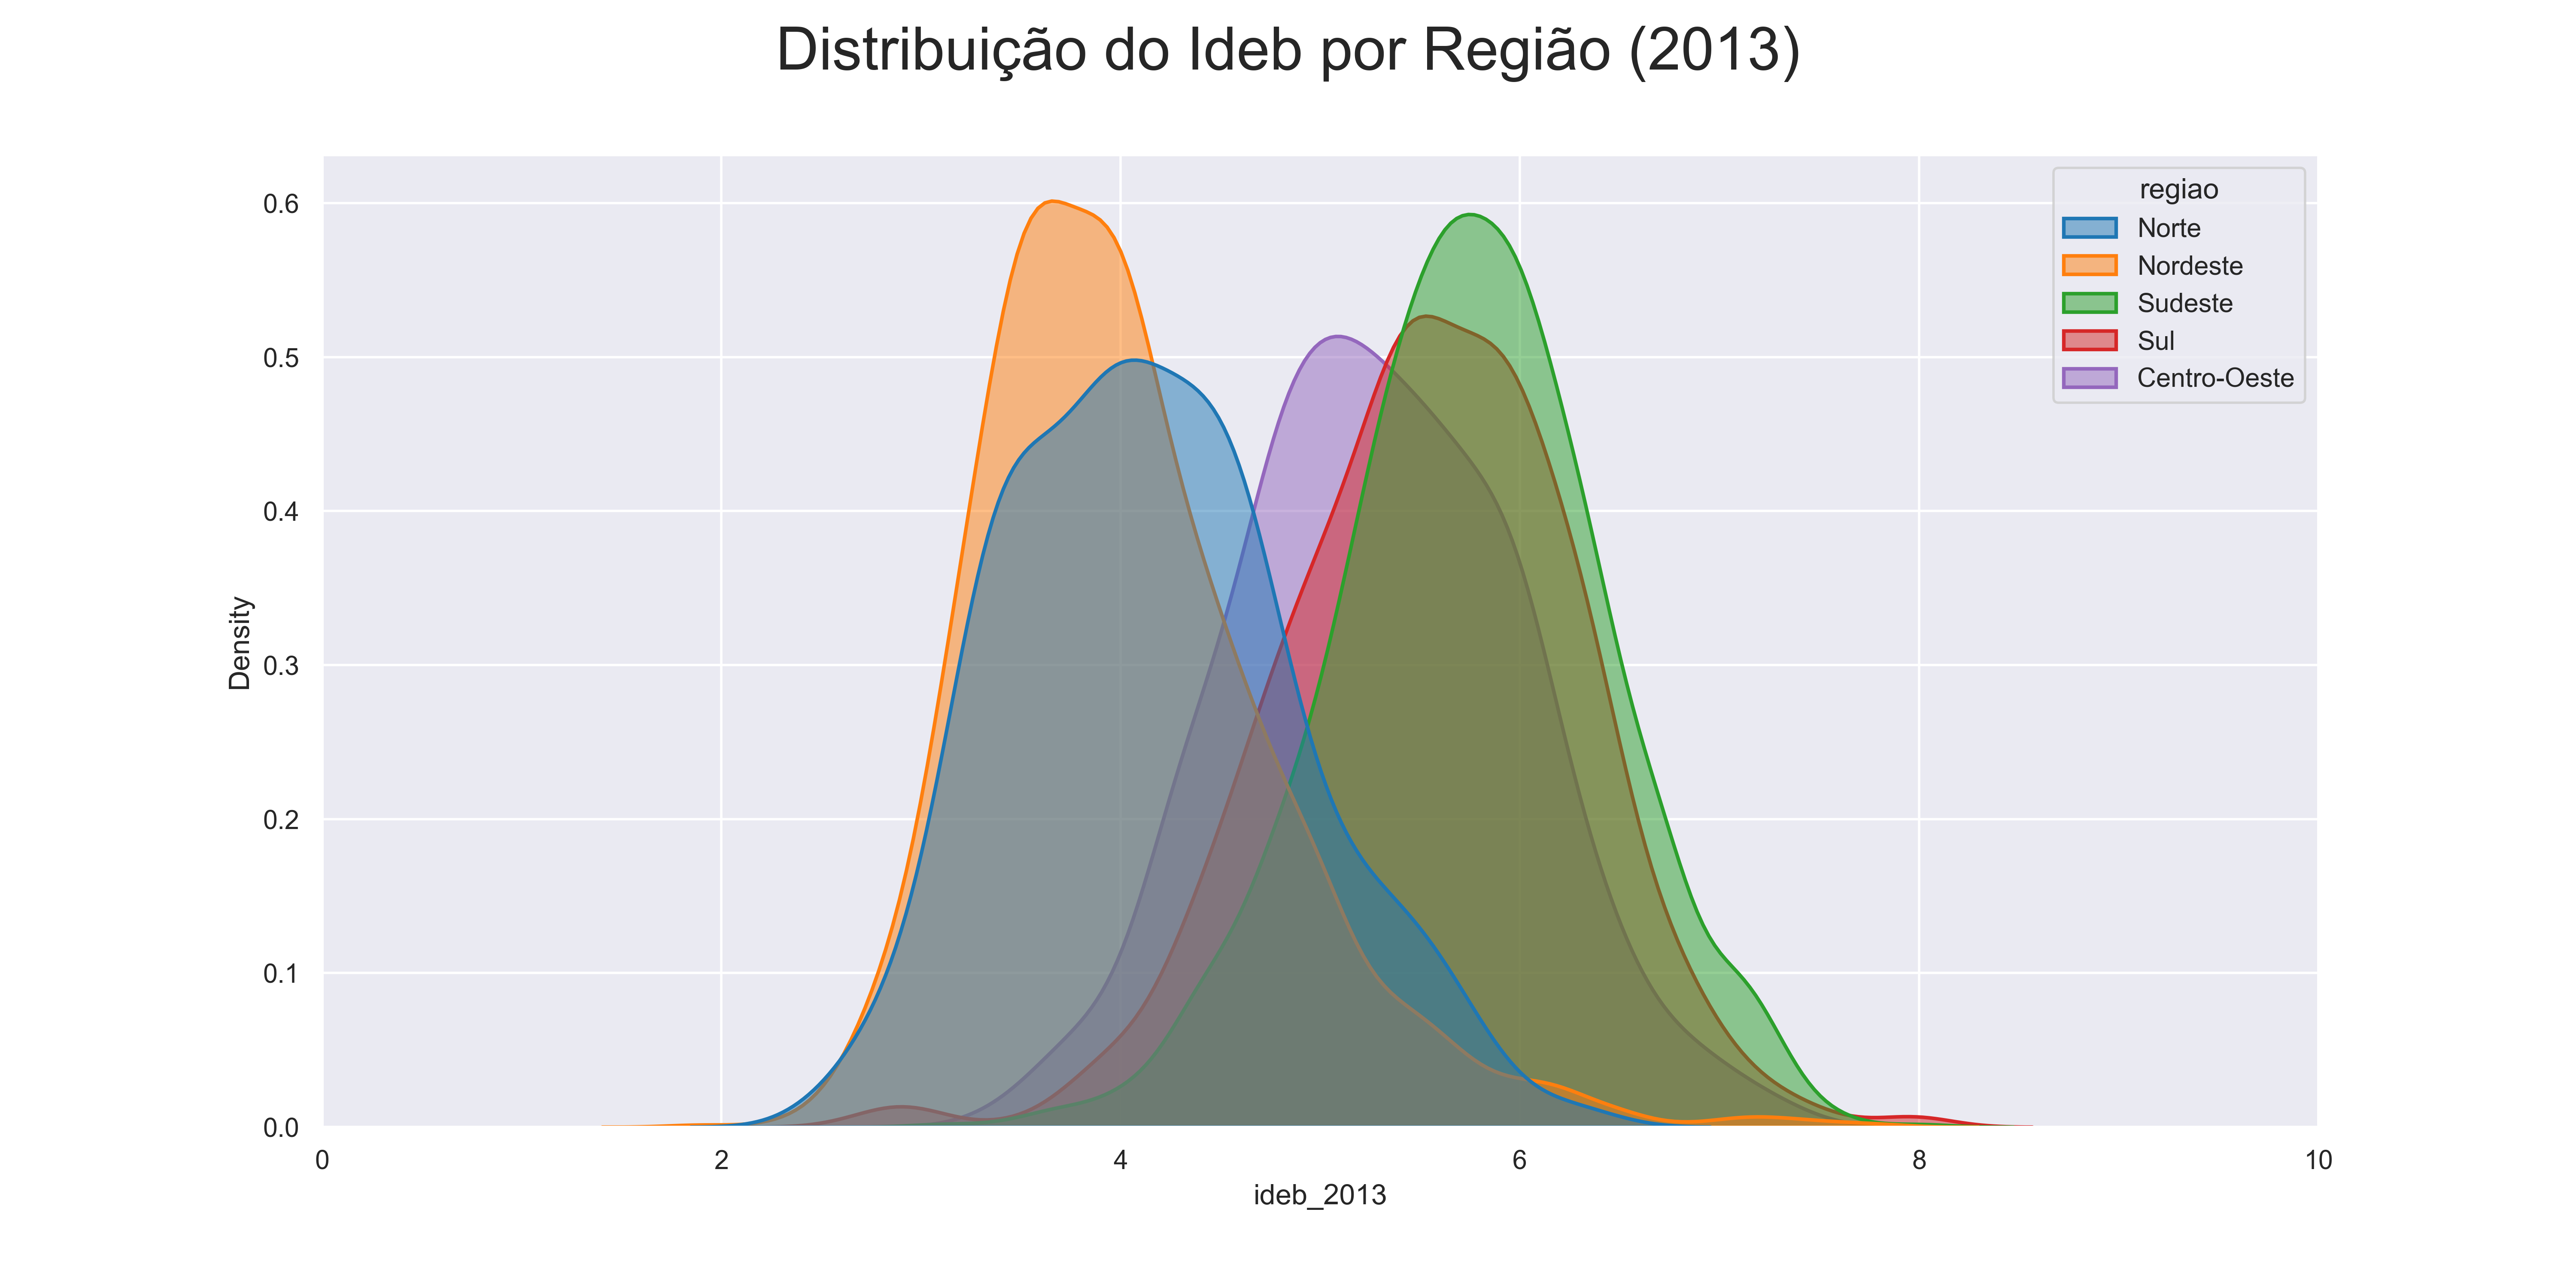 Distribuição do Ideb por Região (2013)
regiao
Norte
Nordeste
Sudeste
Sul
Centro-Oeste
Density
0.6
0.5
0.4
0.3
0.2
0.1
0.0
0 2 4 6 8 10
ideb_2013